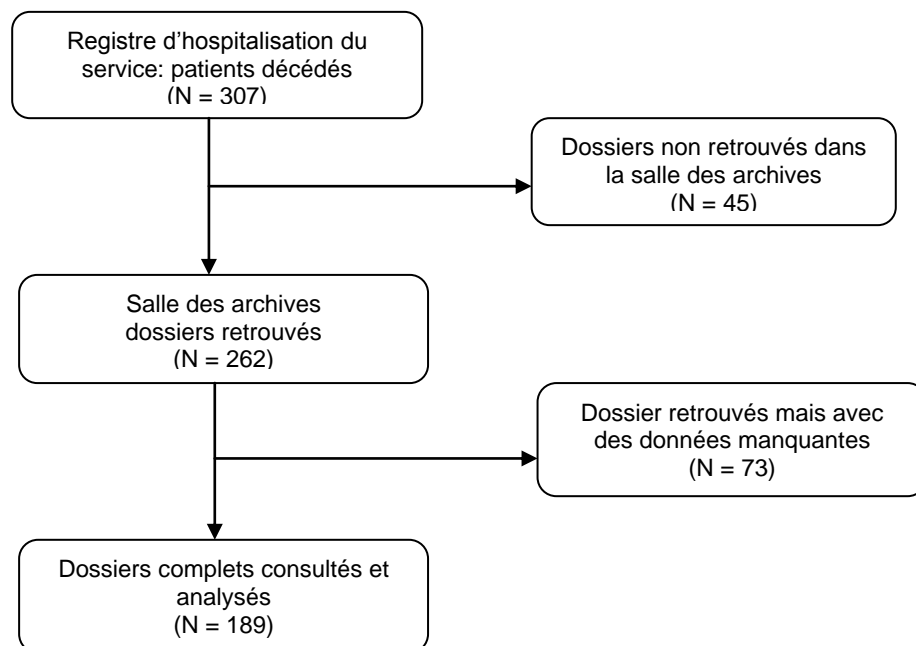 Registre d’hospitalisation du
service: patients décédés
(N = 307)
Dossiers non retrouvés dans
la salle des archives
(N = 45)
Salle des archives
dossiers retrouvés
(N = 262)
Dossier retrouvés mais avec
des données manquantes
(N = 73)
Dossiers complets consultés et
analysés
(N = 189)